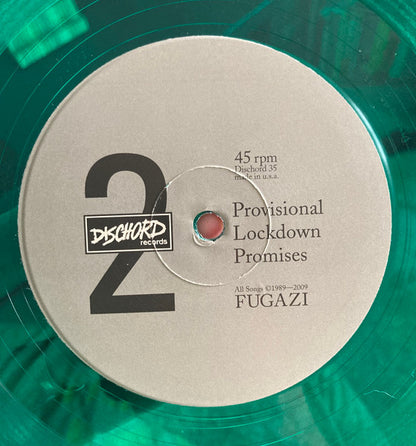 2
DISCHORD
records
45 rpm
Dischord 35
made in u.s.a.
Provisional
Lockdown
Promises
All Songs ©1989—2009
FUGAZI